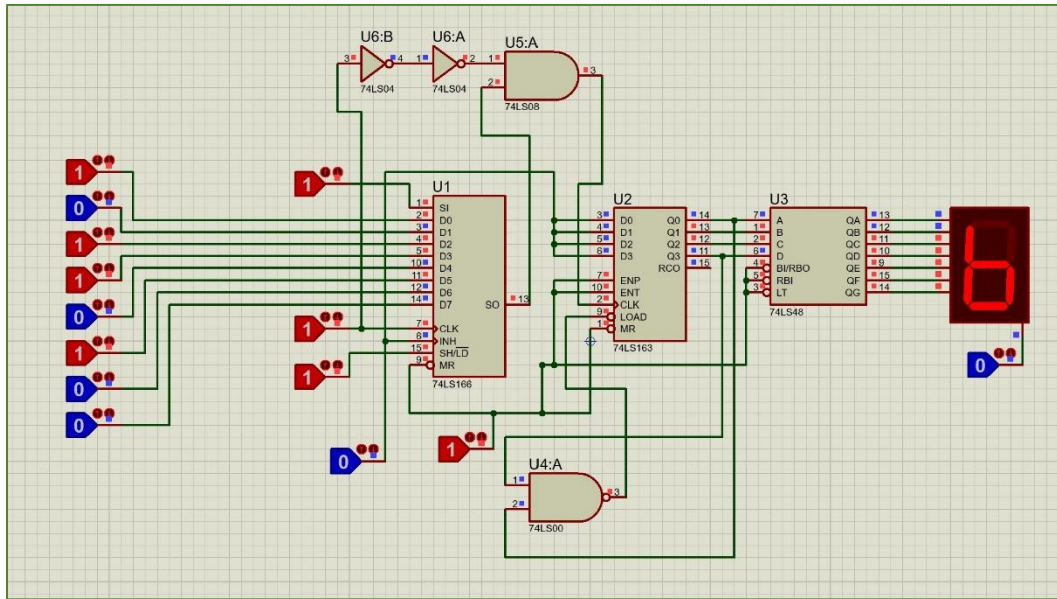 U6:B
3
4
74LS04
U6:A
1
2
74LS04
U5:A
1
2
3
74LS08
1
0
1
1
0
1
0
0
1
1
1
0
1
U1
1 SI
2 D0
3 D1
4 D2
5 D3
10 D4
11 D5
12 D6
14 D7
SO 13
7 CLK
6 INH
15 SH/LD
9 MR
74LS166
U2
3 D0 Q0 14
4 D1 Q1 13
5 D2 Q2 12
6 D3 Q3 11
RCO 15
7 ENP
10 ENT
2 CLK
9 LOAD
1 MR
74LS163
U3
7 A QA 13
1 B QB 12
2 C QC 11
6 D QD 10
4 BI/RBO QE 9
5 RBI QF 15
3 LT QG 14
74LS48
b
0
U4:A
1
2
3
74LS00